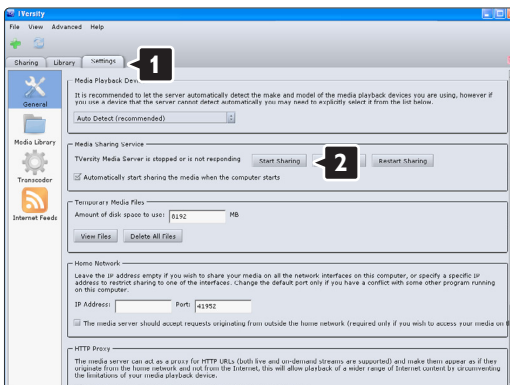 TVersity
File View Advanced Help
Sharing Library Settings
1
General
Media Library
Transcoder
Internet Feeds
Media Playback
It is recommended to let the server automatically detect the make and model of the media playback devices you are using, however if
you use a device that the server cannot detect automatically you may need to explicitly select it from the list below.
Auto Detect (recommended)
Media Sharing Service
TVersity Media Server is stopped or is not responding Start Sharing 2 Restart Sharing
Automatically start sharing the media when the computer starts
Temporary Media Files
Amount of disk space to use: 8192 MB
View Files Delete All Files
Home Network
Leave the IP address empty if you wish to share your media on all the network interfaces on this computer, or specify a specific IP
address to restrict sharing to one of the interfaces. Change the default port only if you have a conflict with some other program running
on this computer.
IP Address: Port: 41952
The media server should accept requests originating from outside the home network (required only if you wish to access your media on
HTTP Proxy
The media server can act as a proxy for HTTP URLs (both live and on-demand streams are supported) and make them appear as if they
originate from the home network and not from the Internet, this will allow playback of a wider range of Internet content by circumventing
the limitations of your media playback device.